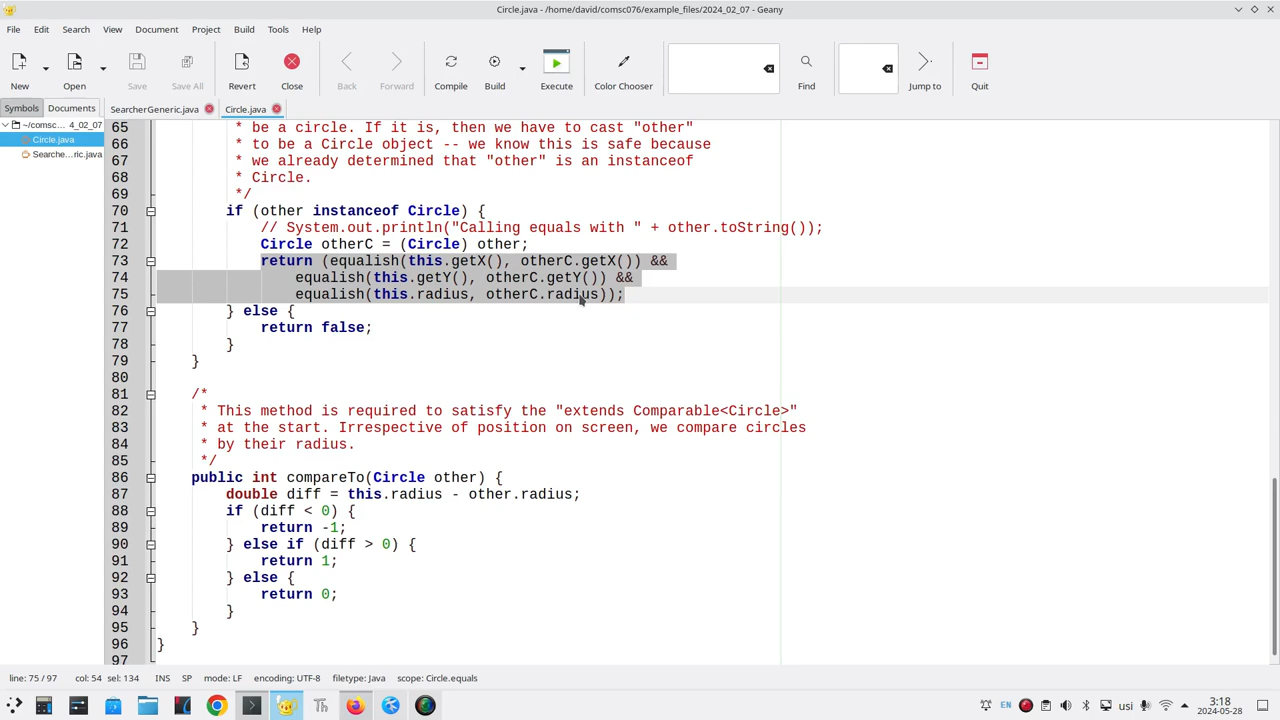 Circle.java - /home/david/comsc076/example_files/2024_02_07 - Geany
File Edit Search View Document Project Build Tools Help
New Open Save Save All Revert Close Back Forward Compile Build Execute Color Chooser Find Jump to Quit
Symbols Documents SearcherGeneric.java Circle.java
~/comsc... 4_02_07
Circle.java
Searche...ric.java
65 * be a circle. If it is, then we have to cast "other"
66 * to be a Circle object -- we know this is safe because
67 * we already determined that "other" is an instanceof
68 * Circle.
69 */
70 if (other instanceof Circle) {
71 // System.out.println("Calling equals with " + other.toString());
72 Circle otherC = (Circle) other;
73 return (equalish(this.getX(), otherC.getX()) &&
74 equalish(this.getY(), otherC.getY()) &&
75 equalish(this.radius, otherC.radius));
76 } else {
77 return false;
78 }
79 }
80
81 /*
82 * This method is required to satisfy the "extends Comparable<Circle>"
83 * at the start. Irrespective of position on screen, we compare circles
84 * by their radius.
85 */
86 public int compareTo(Circle other) {
87 double diff = this.radius - other.radius;
88 if (diff < 0) {
89 return -1;
90 } else if (diff > 0) {
91 return 1;
92 } else {
93 return 0;
94 }
95 }
96 }
97
line: 75 / 97 col: 54 sel: 134 INS SP mode: LF encoding: UTF-8 filetype: Java scope: Circle.equals
Th EN usi 3:18
2024-05-28